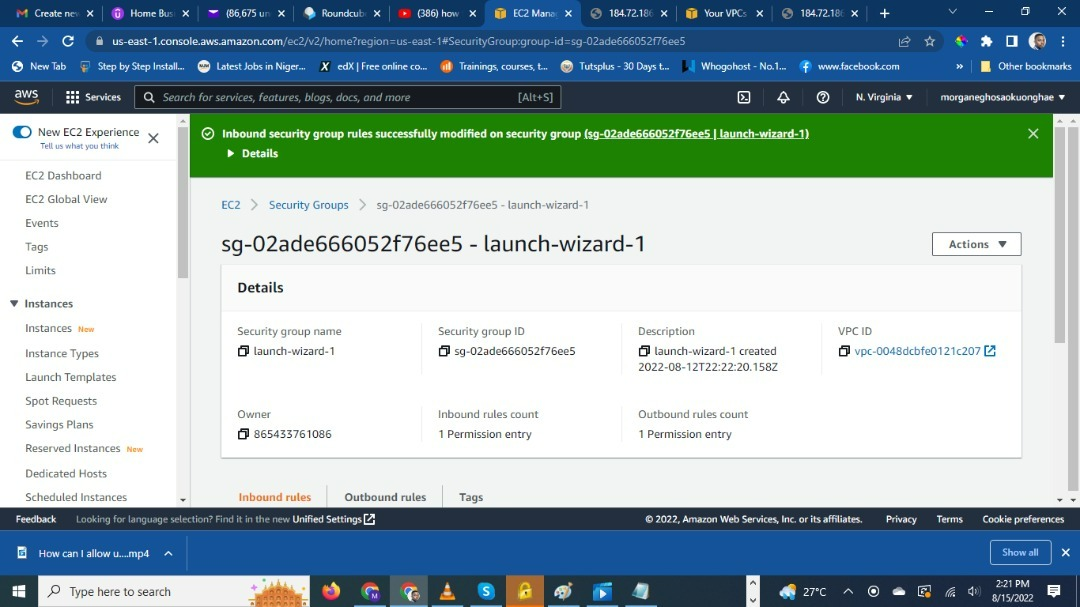 Create new
Home Bus
(86,675 un
Roundcub
(386) how
EC2 Mana
184.72.186
Your VPCs
184.72.186
us-east-1.console.aws.amazon.com/ec2/v2/home?region=us-east-1#SecurityGroup:group-id=sg-02ade666052f76ee5
New Tab
Step by Step Install...
Latest Jobs in Niger...
edX | Free online co...
Trainings, courses, t...
Tutsplus - 30 Days t...
Whogohost - No.1...
www.facebook.com
»
Other bookmarks
aws
Services
Search for services, features, blogs, docs, and more
[Alt+S]
N. Virginia
morganeghosaokuonghae
New EC2 Experience
Tell us what you think
EC2 Dashboard
EC2 Global View
Events
Tags
Limits
Instances
Instances New
Instance Types
Launch Templates
Spot Requests
Savings Plans
Reserved Instances New
Dedicated Hosts
Scheduled Instances
Inbound security group rules successfully modified on security group (sg-02ade666052f76ee5 | launch-wizard-1)
Details
EC2 > Security Groups > sg-02ade666052f76ee5 - launch-wizard-1
sg-02ade666052f76ee5 - launch-wizard-1
Actions
Details
Security group name
launch-wizard-1
Security group ID
sg-02ade666052f76ee5
Description
launch-wizard-1 created
2022-08-12T22:22:20.158Z
VPC ID
vpc-0048dcbfe0121c207
Owner
865433761086
Inbound rules count
1 Permission entry
Outbound rules count
1 Permission entry
Inbound rules
Outbound rules
Tags
Feedback
Looking for language selection? Find it in the new Unified Settings
© 2022, Amazon Web Services, Inc. or its affiliates.
Privacy
Terms
Cookie preferences
How can I allow u....mp4
Show all
Type here to search
27°C
2:21 PM
8/15/2022